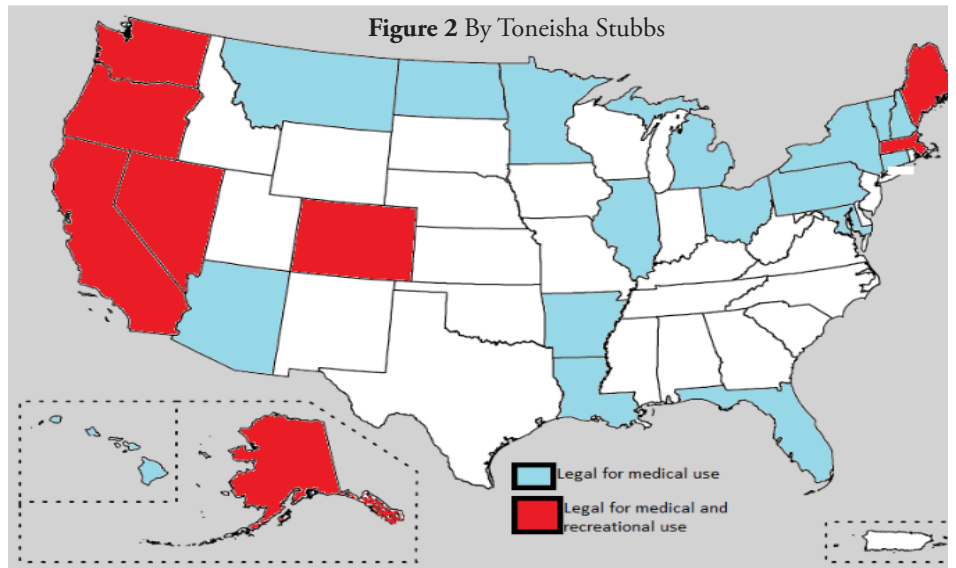 Figure 2 By Toneisha Stubbs
Legal for medical use
Legal for medical and
recreational use